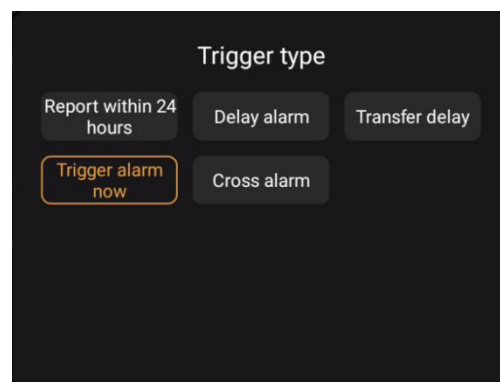 Trigger type
Report within 24
hours
Delay alarm
Transfer delay
Trigger alarm
now
Cross alarm